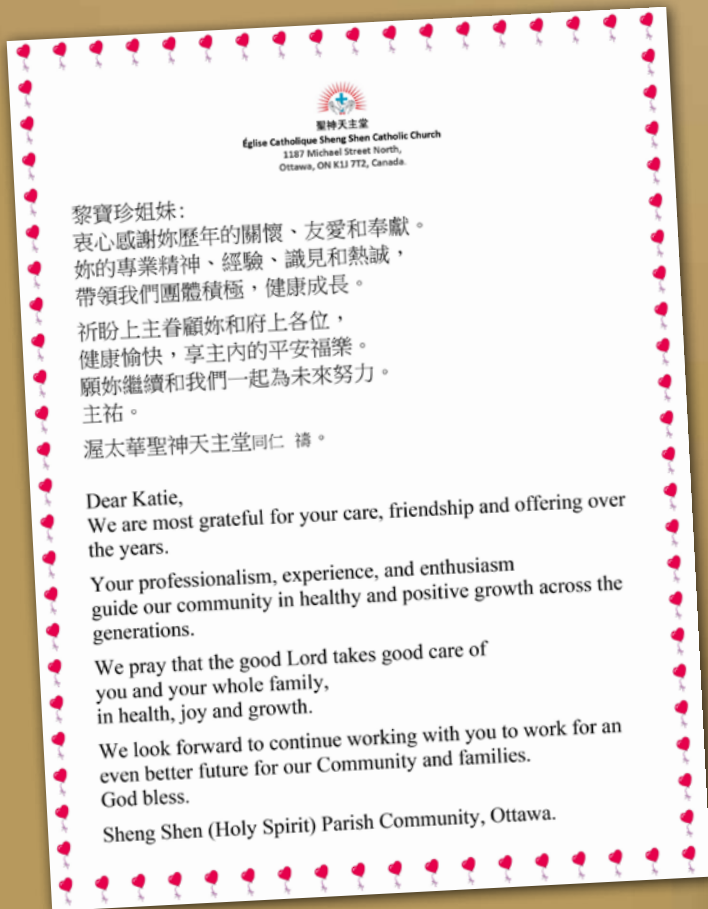 聖神天主堂
Église Catholique Sheng Shen Catholic Church
1187 Michael Street North,
Ottawa, ON K1J 7T2, Canada.
黎寶珍姐妹:
衷心感謝妳歷年的關懷、友愛和奉獻。
妳的專業精神、經驗、識見和熱誠，
帶領我們團體積極，健康成長。
祈盼上主眷顧妳和府上各位，
健康愉快，享主內的平安福樂。
願妳繼續和我們一起為未來努力。
主祐。
渥太華聖神天主堂同仁 禱。
Dear Katie,
We are most grateful for your care, friendship and offering over
the years.
Your professionalism, experience, and enthusiasm
guide our community in healthy and positive growth across the
generations.
We pray that the good Lord takes good care of
you and your whole family,
in health, joy and growth.
We look forward to continue working with you to work for an
even better future for our Community and families.
God bless.
Sheng Shen (Holy Spirit) Parish Community, Ottawa.